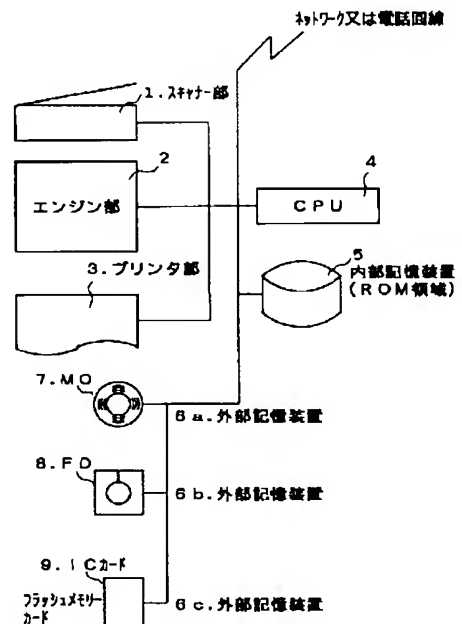 ネットワーク又は電話回線
1.スキャナー部
2
エンジン部
4
CPU
3.プリンタ部
5
内部記憶装置
(ROM領域)
7.MO
6a.外部記憶装置
8.FD
6b.外部記憶装置
9.ICカード
フラッシュメモリー
カード
6c.外部記憶装置